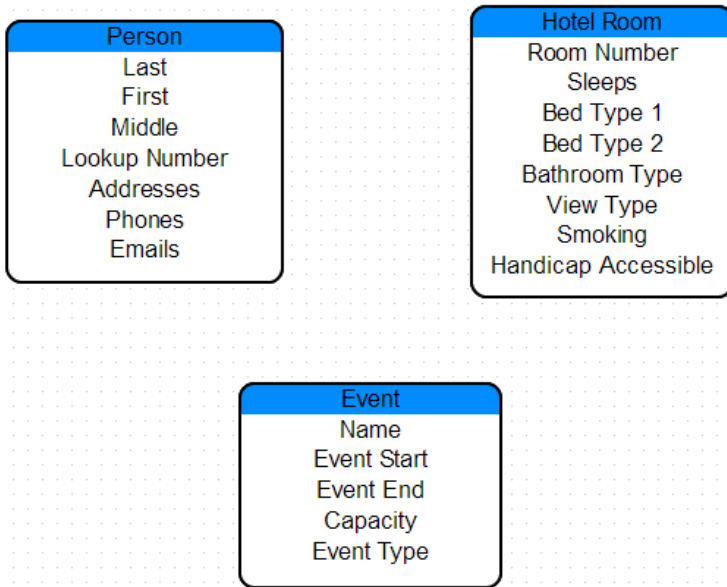 Person
Last
First
Middle
Lookup Number
Addresses
Phones
Emails
Hotel Room
Room Number
Sleeps
Bed Type 1
Bed Type 2
Bathroom Type
View Type
Smoking
Handicap Accessible
Event
Name
Event Start
Event End
Capacity
Event Type